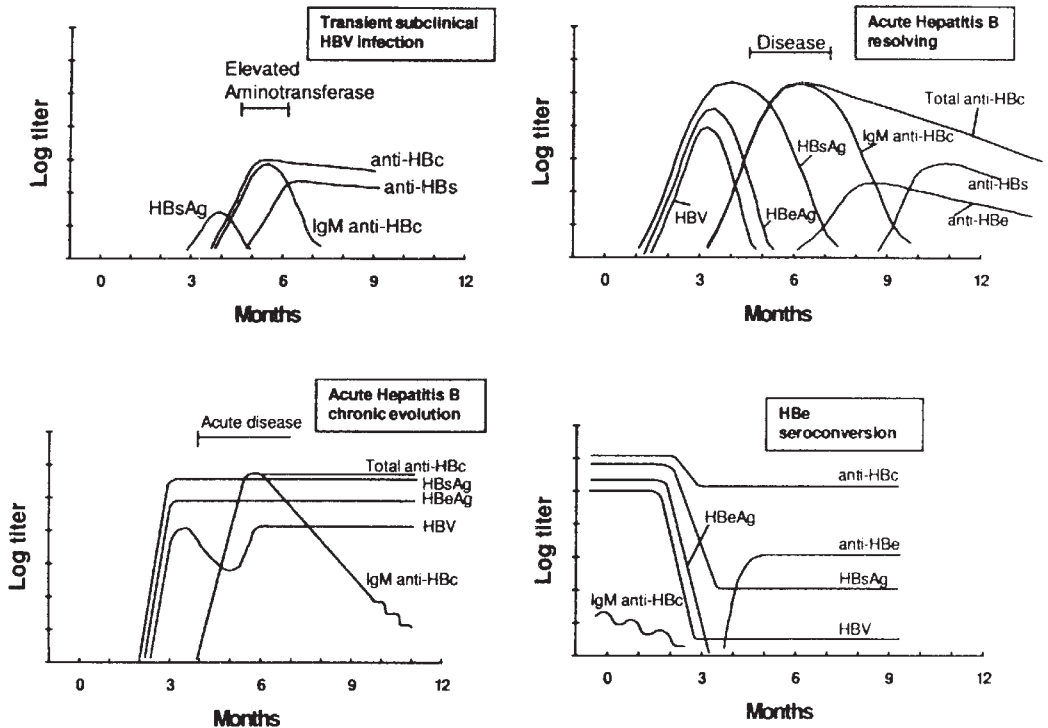 Transient subclinical
HBV infection
Elevated
Aminotransferase
anti-HBc
anti-HBs
HBsAg
IgM anti-HBc
Log titer
0 3 6 9 12
Months
Acute Hepatitis B
resolving
Disease
Total anti-HBc
IgM anti-HBc
HBsAg
anti-HBs
HBV
HBeAg
anti-HBe
Log titer
0 3 6 9 12
Months
Acute Hepatitis B
chronic evolution
Acute disease
Total anti-HBc
HBsAg
HBeAg
HBV
IgM anti-HBc
Log titer
0 3 6 9 12
Months
HBe
seroconversion
anti-HBc
HBeAg
anti-HBe
HBsAg
IgM anti-HBc
HBV
Log titer
0 3 6 9 12
Months